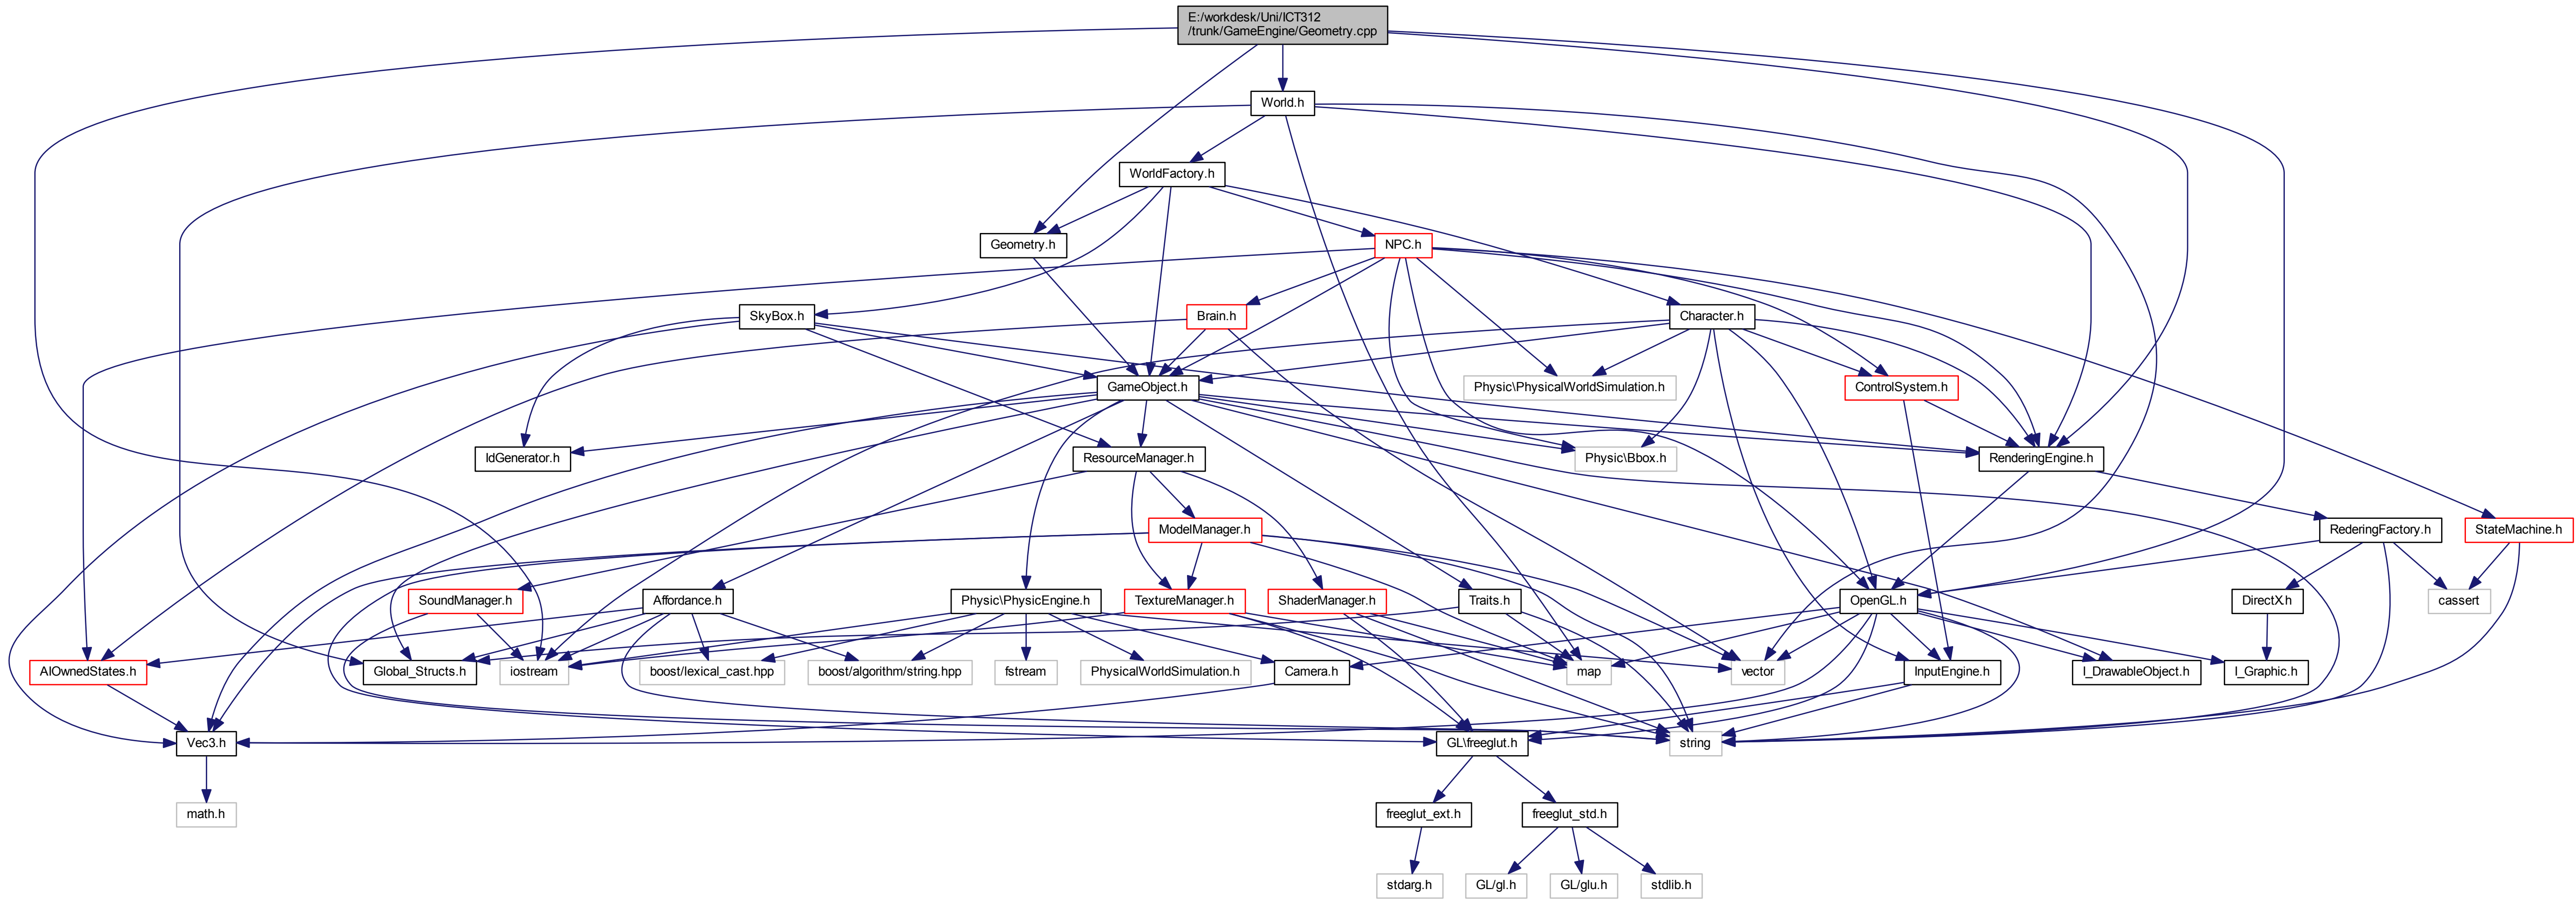 E:/workdesk/Uni/ICT312
/trunk/GameEngine/Geometry.cpp
World.h
WorldFactory.h
Geometry.h
NPC.h
SkyBox.h
Brain.h
Character.h
GameObject.h
Physic\PhysicalWorldSimulation.h
ControlSystem.h
IdGenerator.h
ResourceManager.h
Physic\Bbox.h
RenderingEngine.h
ModelManager.h
RederingFactory.h
StateMachine.h
SoundManager.h
Affordance.h
Physic\PhysicEngine.h
TextureManager.h
ShaderManager.h
Traits.h
OpenGL.h
DirectX.h
cassert
AIOwnedStates.h
Global_Structs.h
iostream
boost/lexical_cast.hpp
boost/algorithm/string.hpp
fstream
PhysicalWorldSimulation.h
Camera.h
map
vector
InputEngine.h
I_DrawableObject.h
I_Graphic.h
Vec3.h
GL\freeglut.h
string
math.h
freeglut_ext.h
freeglut_std.h
stdarg.h
GL/gl.h
GL/glu.h
stdlib.h